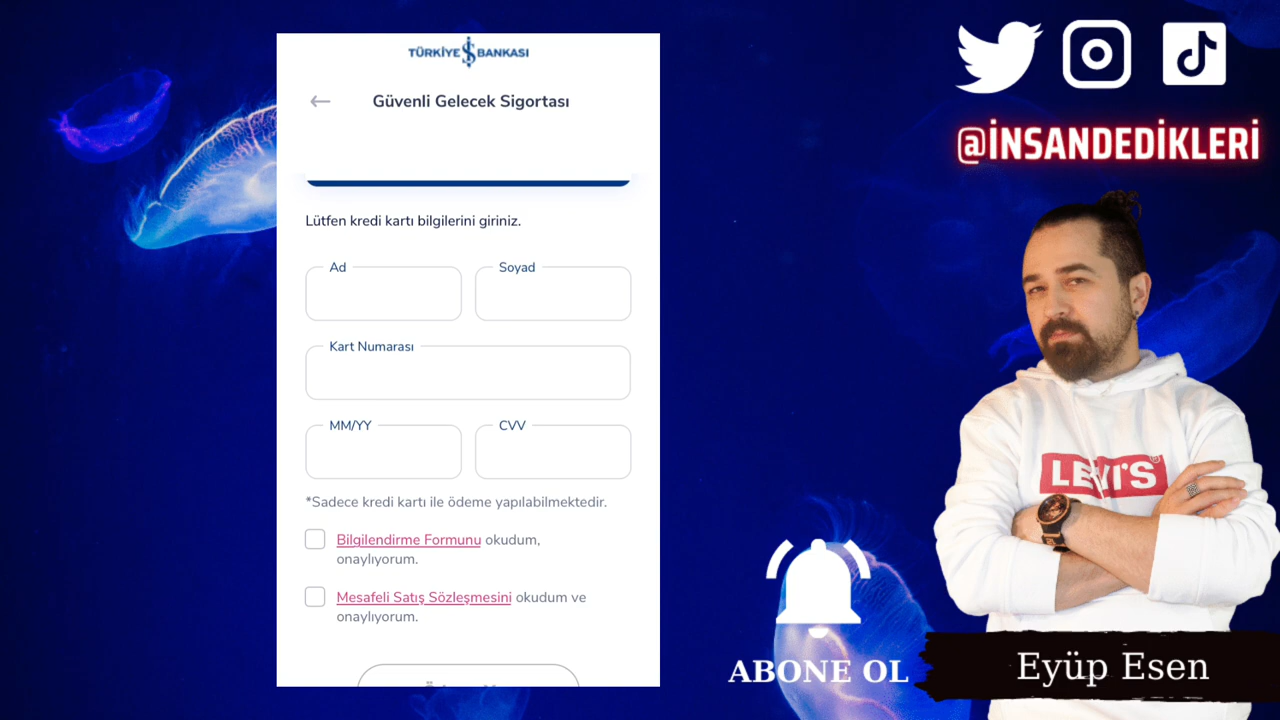 TÜRKİYE İŞ BANKASI
Güvenli Gelecek Sigortası
Lütfen kredi kartı bilgilerini giriniz.
Ad
Soyad
Kart Numarası
MM/YY
CVV
*Sadece kredi kartı ile ödeme yapılabilmektedir.
Bilgilendirme Formunu okudum,
onaylıyorum.
Mesafeli Satış Sözleşmesini okudum ve
onaylıyorum.
@İNSANDEDİKLERİ
LEVI'S®
ABONE OL
Eyüp Esen